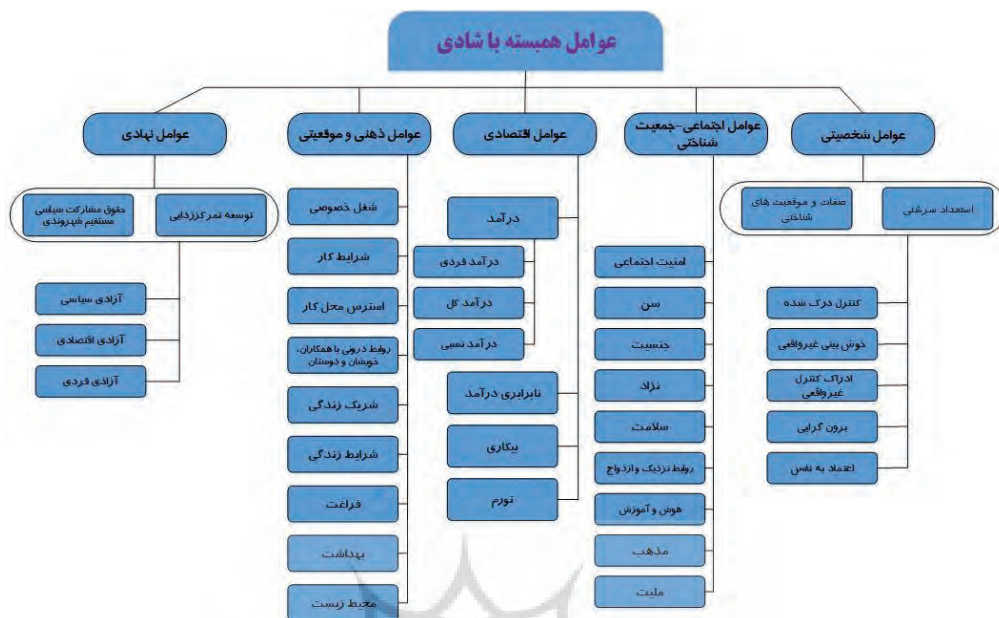 عوامل همبسته با شادی
عوامل شخصیتی
استعداد سرشتی
صفات و موقعیت های
شناختی
کنترل درک شده
خوش بینی غیرواقعی
ادراک کنترل
غیرواقعی
برون گرایی
اعتماد به نفس
عوامل اجتماعی-جمعیت
شناختی
امنیت اجتماعی
سن
جنسیت
نژاد
سلامت
روابط نزدیک و ازدواج
هوش و آموزش
مذهب
ملیت
عوامل اقتصادی
درآمد
درآمد فردی
درآمد کل
درآمد نسبی
نابرابری درآمد
بیکاری
تورم
عوامل ذهنی و موقعیتی
شغل خصوصی
شرایط کار
استرس محل کار
روابط درونی با همکاران،
خویشان و دوستان
شریک زندگی
شرایط زندگی
فراغت
بهداشت
محیط زیست
عوامل نهادی
توسعه تمرکززدایی
حقوق مشارکت سیاسی
مستقیم شهروندی
آزادی سیاسی
آزادی اقتصادی
آزادی فردی